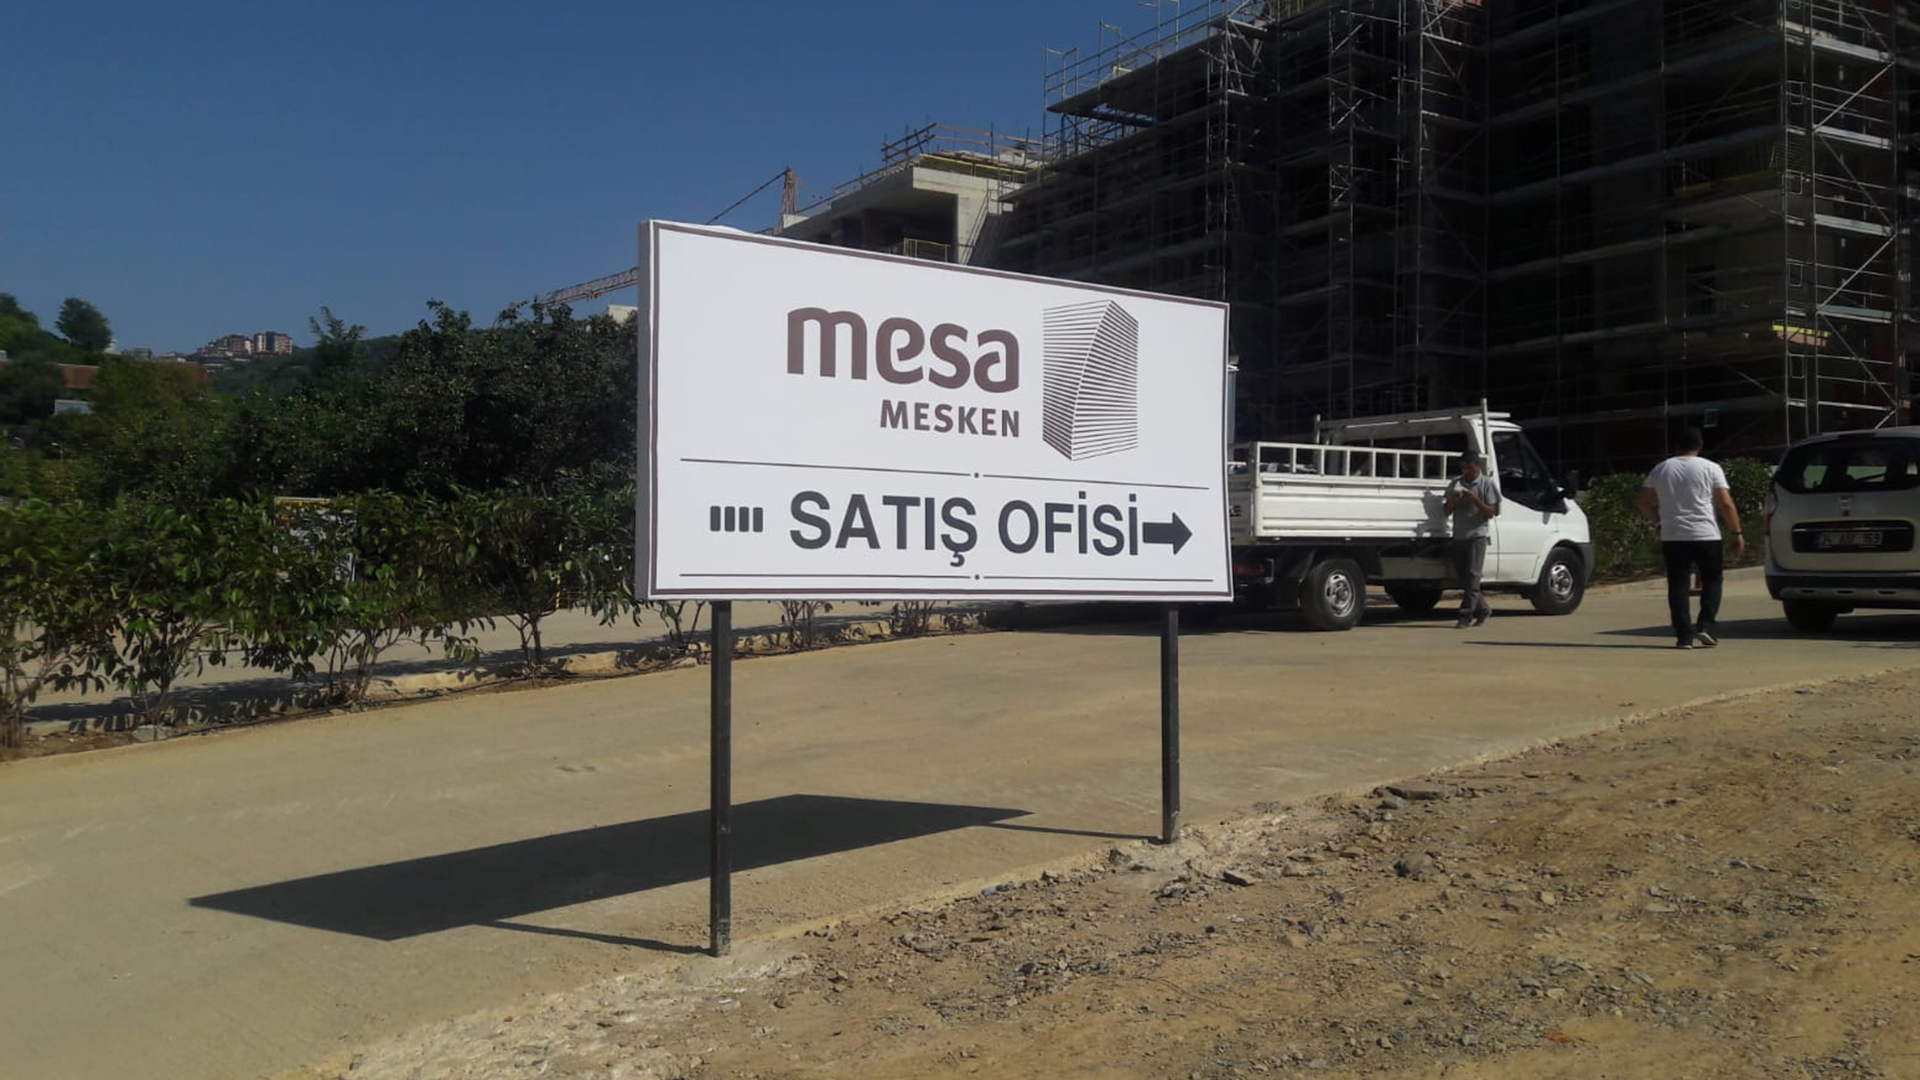 mesa
MESKEN
SATIŞ OFİSİ